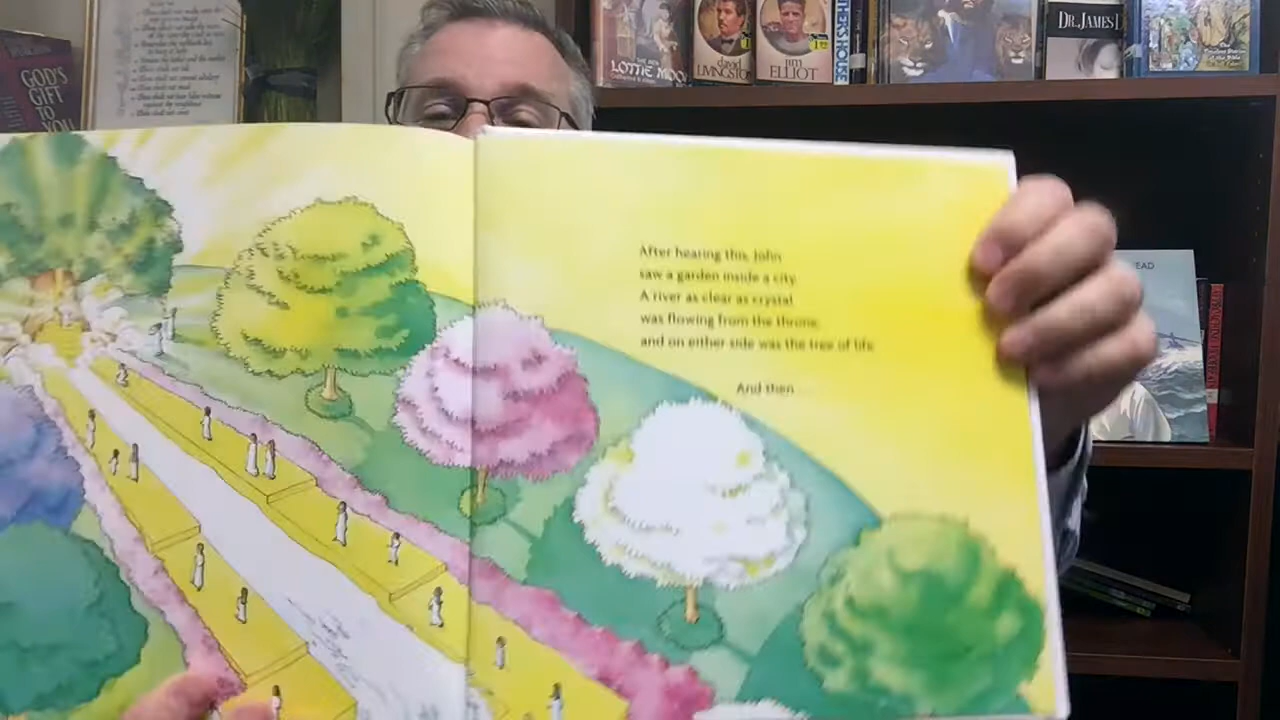 GOD'S
GIFT
TO
YOU
LOTTIE MOON
david
LIVINGSTONE
JIM
ELLIOT
DR. JAMES
After hearing this, John
saw a garden inside a city.
A river as clear as crystal
was flowing from the throne,
and on either side was the tree of life.
And then